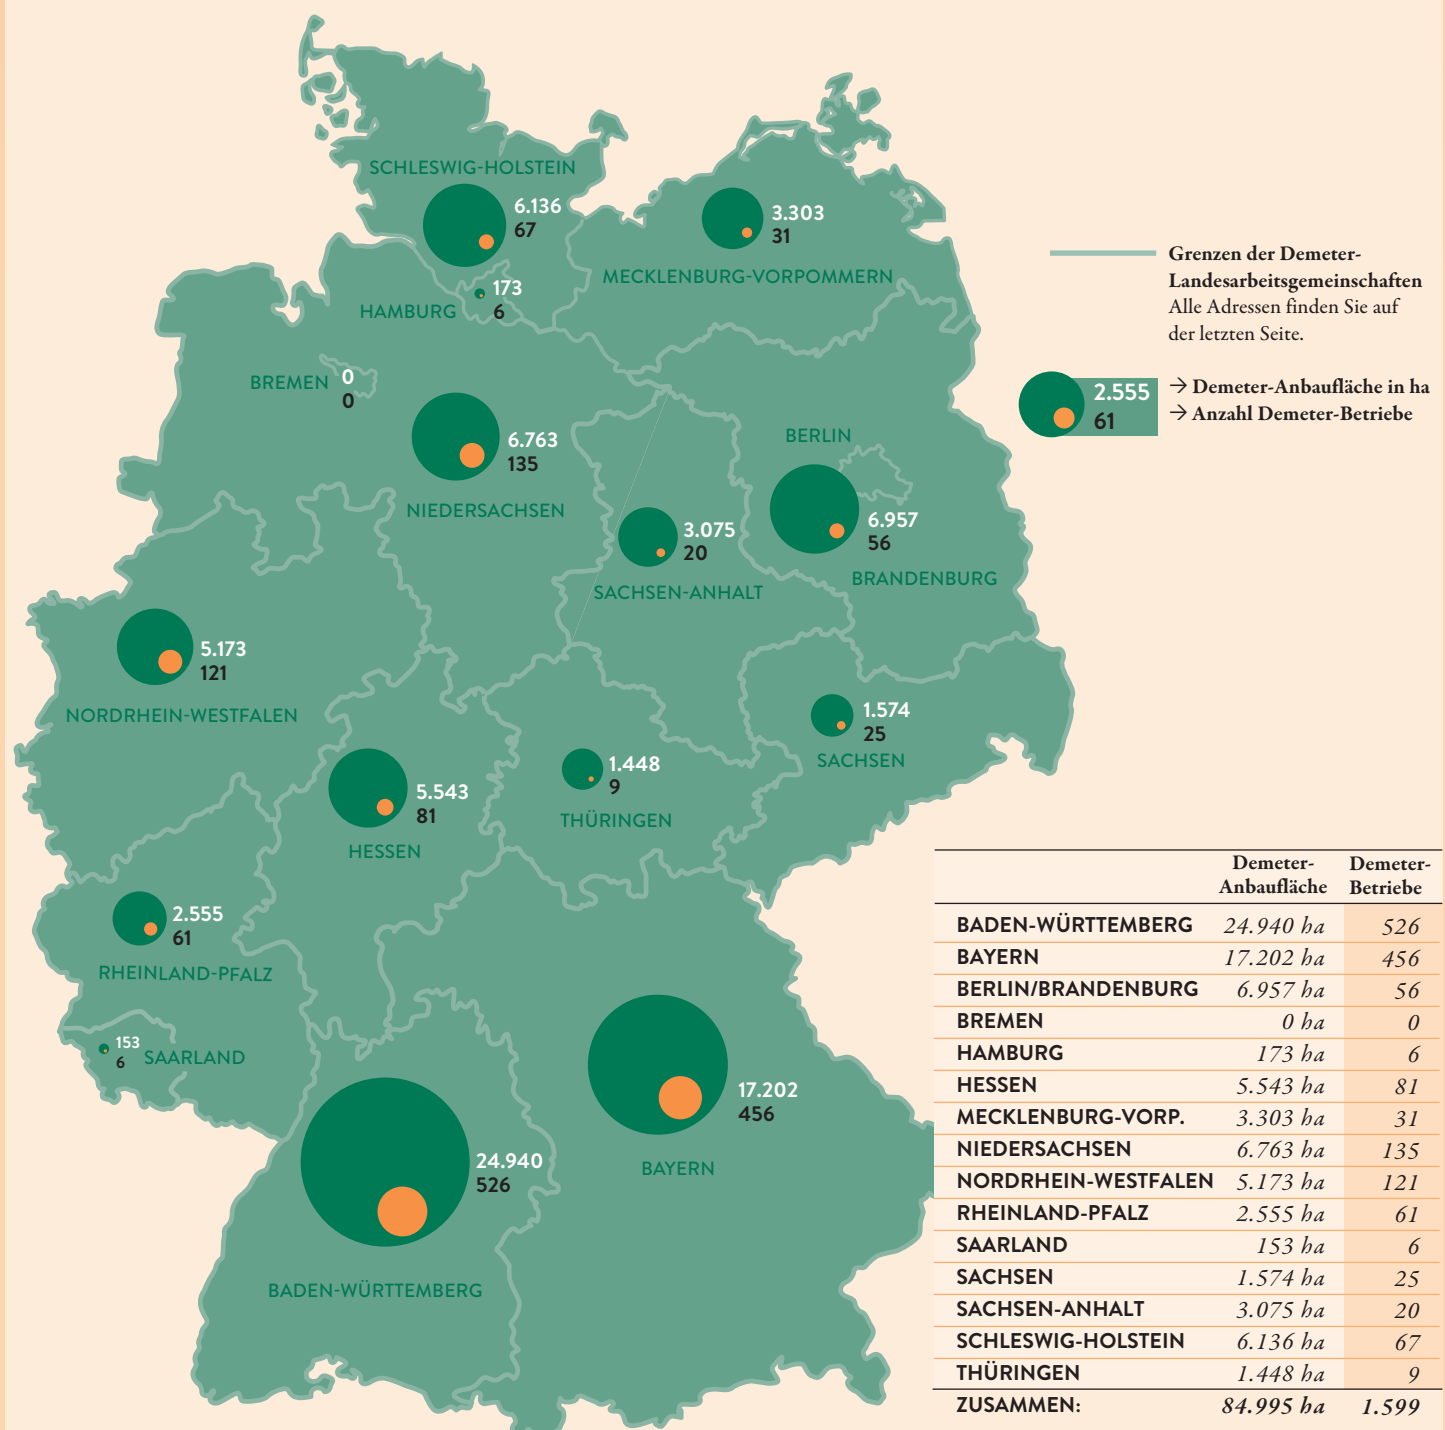 SCHLESWIG-HOLSTEIN
6.136
67
3.303
31
MECKLENBURG-VORPOMMERN
173
6
HAMBURG
BREMEN
0
0
6.763
135
NIEDERSACHSEN
BERLIN
6.957
56
BRANDENBURG
3.075
20
SACHSEN-ANHALT
5.173
121
NORDRHEIN-WESTFALEN
1.574
25
SACHSEN
1.448
9
THÜRINGEN
5.543
81
HESSEN
2.555
61
RHEINLAND-PFALZ
153
6
SAARLAND
17.202
456
BAYERN
24.940
526
BADEN-WÜRTTEMBERG
Grenzen der Demeter-
Landesarbeitsgemeinschaften
Alle Adressen finden Sie auf
der letzten Seite.
2.555 → Demeter-Anbaufläche in ha
61 → Anzahl Demeter-Betriebe
Demeter- Demeter-
Anbaufläche Betriebe
BADEN-WÜRTTEMBERG 24.940 ha 526
BAYERN 17.202 ha 456
BERLIN/BRANDENBURG 6.957 ha 56
BREMEN 0 ha 0
HAMBURG 173 ha 6
HESSEN 5.543 ha 81
MECKLENBURG-VORP. 3.303 ha 31
NIEDERSACHSEN 6.763 ha 135
NORDRHEIN-WESTFALEN 5.173 ha 121
RHEINLAND-PFALZ 2.555 ha 61
SAARLAND 153 ha 6
SACHSEN 1.574 ha 25
SACHSEN-ANHALT 3.075 ha 20
SCHLESWIG-HOLSTEIN 6.136 ha 67
THÜRINGEN 1.448 ha 9
ZUSAMMEN: 84.995 ha 1.599